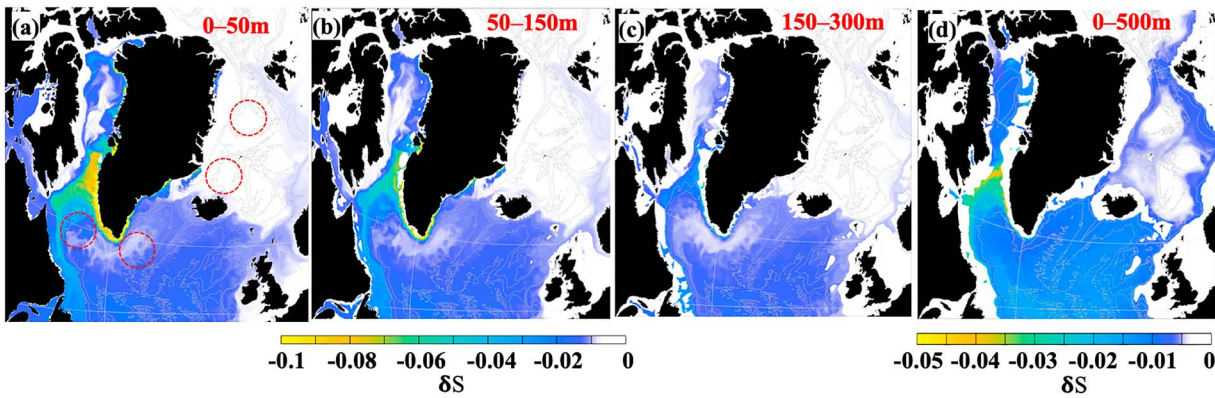 (a) 0–50m (b) 50–150m (c) 150–300m (d) 0–500m
-0.1 -0.08 -0.06 -0.04 -0.02 0
δS
-0.05 -0.04 -0.03 -0.02 -0.01 0
δS